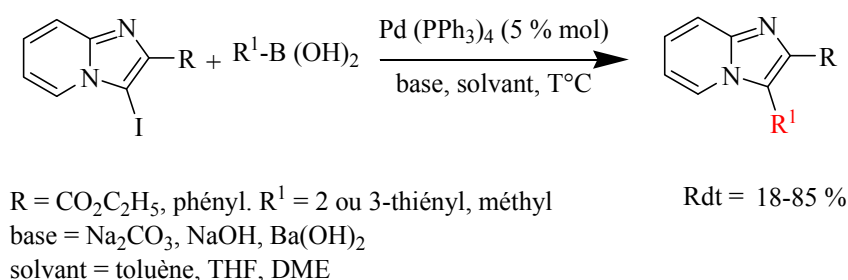 N
N
R
I
+
R¹-B (OH)₂
Pd (PPh₃)₄ (5 % mol)
base, solvant, T°C
N
N
R
R¹
R = CO₂C₂H₅, phényl. R¹ = 2 ou 3-thiényl, méthyl
Rdt = 18-85 %
base = Na₂CO₃, NaOH, Ba(OH)₂
solvant = toluène, THF, DME